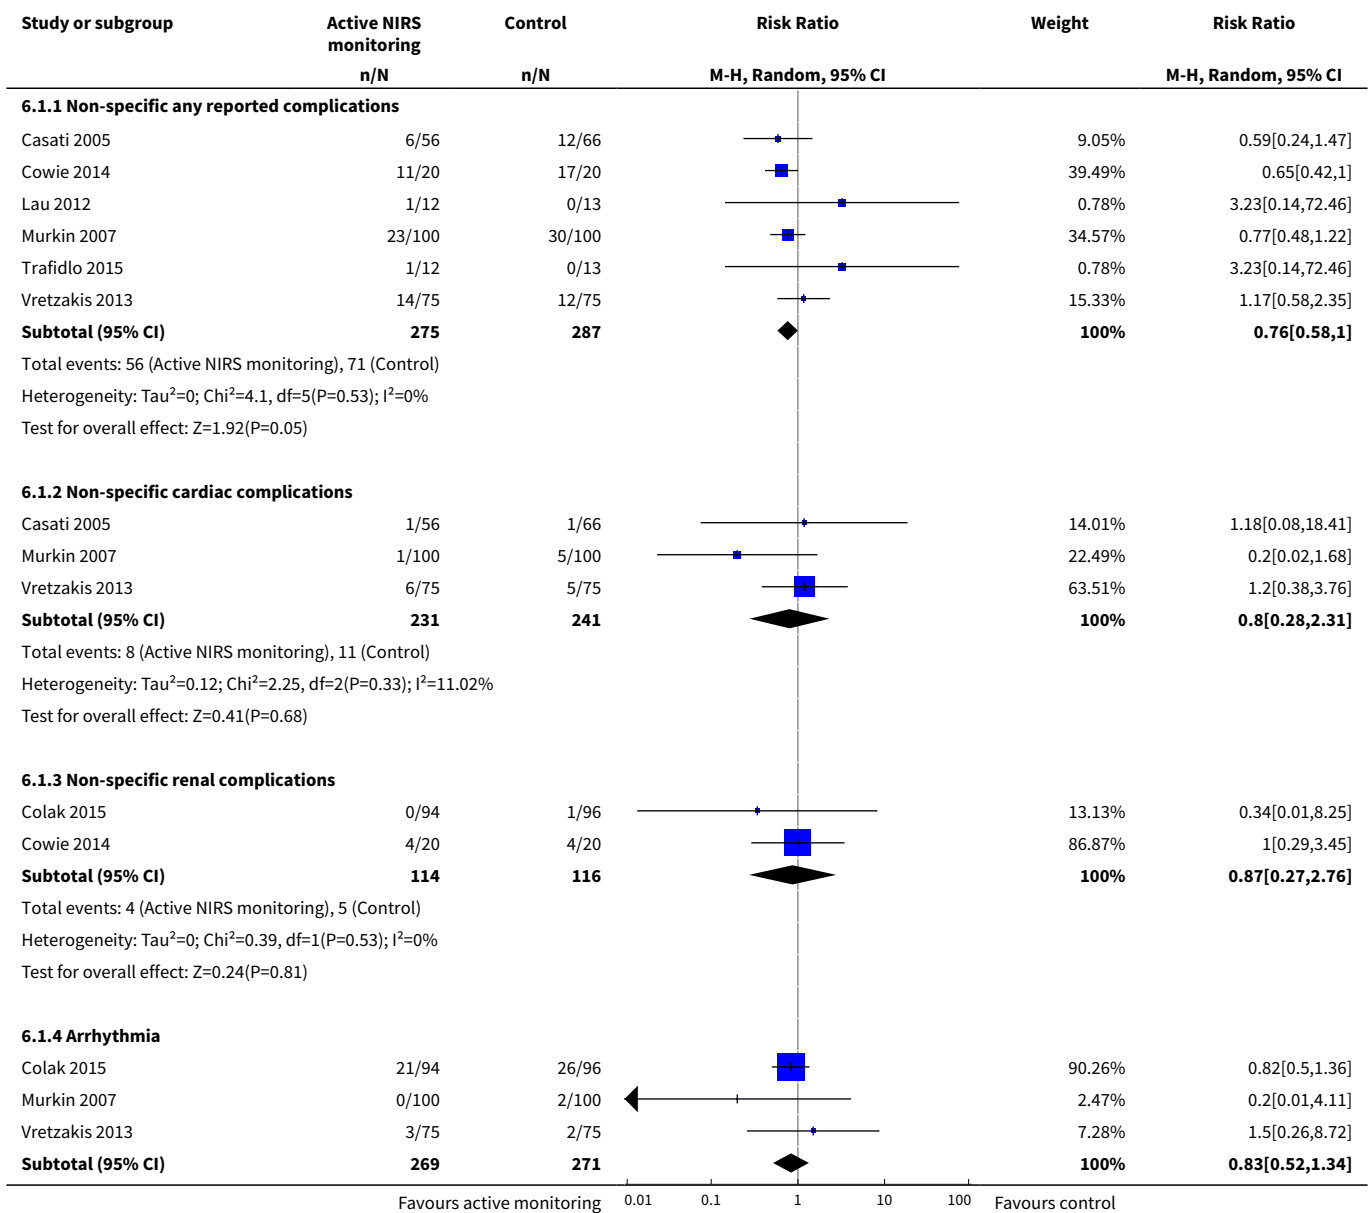 Study or subgroup Active NIRS monitoring Control Risk Ratio Weight Risk Ratio
n/N n/N M-H, Random, 95% CI M-H, Random, 95% CI
6.1.1 Non-specific any reported complications
Casati 2005 6/56 12/66 9.05% 0.59[0.24,1.47]
Cowie 2014 11/20 17/20 39.49% 0.65[0.42,1]
Lau 2012 1/12 0/13 0.78% 3.23[0.14,72.46]
Murkin 2007 23/100 30/100 34.57% 0.77[0.48,1.22]
Trafidlo 2015 1/12 0/13 0.78% 3.23[0.14,72.46]
Vretzakis 2013 14/75 12/75 15.33% 1.17[0.58,2.35]
Subtotal (95% CI) 275 287 100% 0.76[0.58,1]
Total events: 56 (Active NIRS monitoring), 71 (Control)
Heterogeneity: Tau²=0; Chi²=4.1, df=5(P=0.53); I²=0%
Test for overall effect: Z=1.92(P=0.05)
6.1.2 Non-specific cardiac complications
Casati 2005 1/56 1/66 14.01% 1.18[0.08,18.41]
Murkin 2007 1/100 5/100 22.49% 0.2[0.02,1.68]
Vretzakis 2013 6/75 5/75 63.51% 1.2[0.38,3.76]
Subtotal (95% CI) 231 241 100% 0.8[0.28,2.31]
Total events: 8 (Active NIRS monitoring), 11 (Control)
Heterogeneity: Tau²=0.12; Chi²=2.25, df=2(P=0.33); I²=11.02%
Test for overall effect: Z=0.41(P=0.68)
6.1.3 Non-specific renal complications
Colak 2015 0/94 1/96 13.13% 0.34[0.01,8.25]
Cowie 2014 4/20 4/20 86.87% 1[0.29,3.45]
Subtotal (95% CI) 114 116 100% 0.87[0.27,2.76]
Total events: 4 (Active NIRS monitoring), 5 (Control)
Heterogeneity: Tau²=0; Chi²=0.39, df=1(P=0.53); I²=0%
Test for overall effect: Z=0.24(P=0.81)
6.1.4 Arrhythmia
Colak 2015 21/94 26/96 90.26% 0.82[0.5,1.36]
Murkin 2007 0/100 2/100 2.47% 0.2[0.01,4.11]
Vretzakis 2013 3/75 2/75 7.28% 1.5[0.26,8.72]
Subtotal (95% CI) 269 271 100% 0.83[0.52,1.34]
Favours active monitoring 0.01 0.1 1 10 100 Favours control